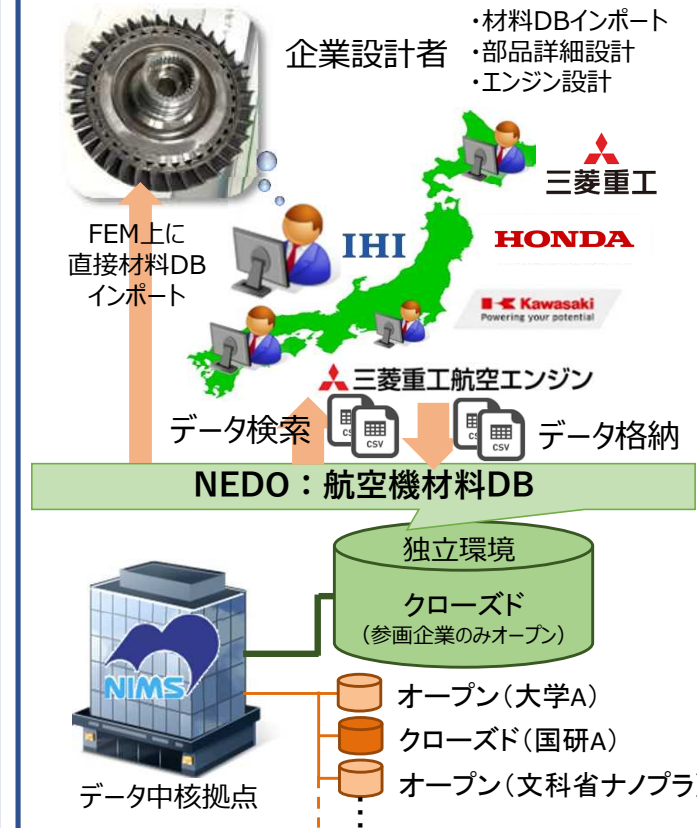 企業設計者
・材料DBインポート
・部品詳細設計
・エンジン設計
三菱重工
FEM上に
直接材料DB
インポート
IHI
HONDA
Kawasaki
Powering your potential
三菱重工航空エンジン
データ検索
CSV
CSV
データ格納
NEDO：航空機材料DB
独立環境
クローズド
（参画企業のみオープン）
NIMS
オープン（大学A）
クローズド（国研A）
オープン（文科省ナノプラ）
データ中核拠点